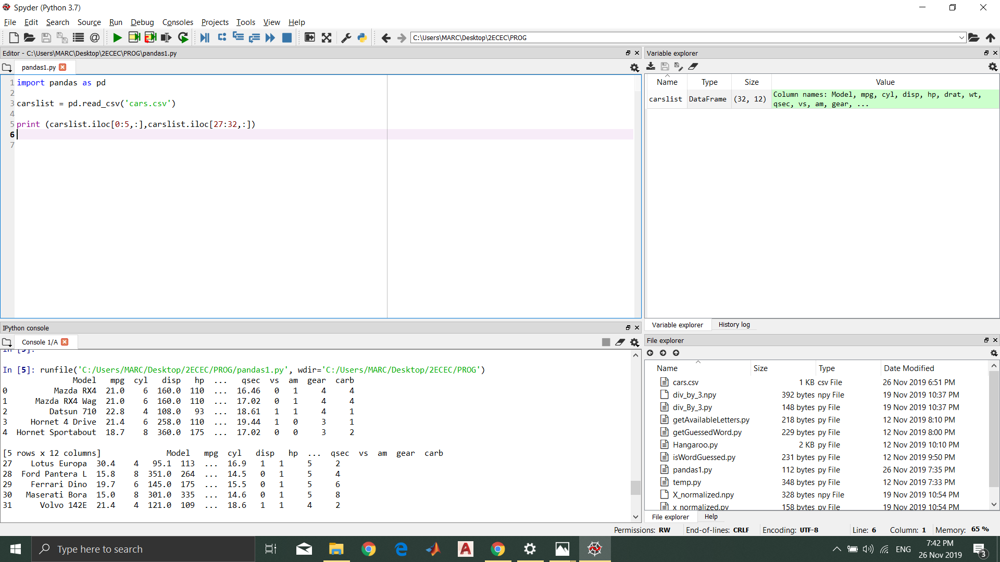 Spyder (Python 3.7)
File Edit Search Source Run Debug Consoles Projects Tools View Help
C:\Users\MARC\Desktop\2ECEC\PROG
Editor - C:\Users\MARC\Desktop\2ECEC\PROG\pandas1.py
pandas1.py
1 import pandas as pd
2
3 carslist = pd.read_csv('cars.csv')
4
5 print (carslist.iloc[0:5,:],carslist.iloc[27:32,:])
6
7
Variable explorer
Name Type Size Value
carslist DataFrame (32, 12) Column names: Model, mpg, cyl, disp, hp, drat, wt,
qsec, vs, am, gear, ...
Variable explorer History log
IPython console
Console 1/A
In [5]:
In [5]: runfile('C:/Users/MARC/Desktop/2ECEC/PROG/pandas1.py', wdir='C:/Users/MARC/Desktop/2ECEC/PROG')
Model mpg cyl disp hp ... qsec vs am gear carb
0 Mazda RX4 21.0 6 160.0 110 ... 16.46 0 1 4 4
1 Mazda RX4 Wag 21.0 6 160.0 110 ... 17.02 0 1 4 4
2 Datsun 710 22.8 4 108.0 93 ... 18.61 1 1 4 1
3 Hornet 4 Drive 21.4 6 258.0 110 ... 19.44 1 0 3 1
4 Hornet Sportabout 18.7 8 360.0 175 ... 17.02 0 0 3 2
[5 rows x 12 columns] Model mpg cyl disp hp ... qsec vs am gear carb
27 Lotus Europa 30.4 4 95.1 113 ... 16.9 1 1 5 2
28 Ford Pantera L 15.8 8 351.0 264 ... 14.5 0 1 5 4
29 Ferrari Dino 19.7 6 145.0 175 ... 15.5 0 1 5 6
30 Maserati Bora 15.0 8 301.0 335 ... 14.6 0 1 5 8
31 Volvo 142E 21.4 4 121.0 109 ... 18.6 1 1 4 2
File explorer
Name Size Type Date Modified
cars.csv 1 KB csv File 26 Nov 2019 6:51 PM
div_by_3.npy 392 bytes npy File 19 Nov 2019 10:37 PM
div_By_3.py 148 bytes py File 19 Nov 2019 10:37 PM
getAvailableLetters.py 218 bytes py File 12 Nov 2019 8:10 PM
getGuessedWord.py 229 bytes py File 12 Nov 2019 8:00 PM
Hangaroo.py 2 KB py File 12 Nov 2019 10:10 PM
isWordGuessed.py 231 bytes py File 12 Nov 2019 9:50 PM
pandas1.py 112 bytes py File 26 Nov 2019 7:35 PM
temp.py 348 bytes py File 12 Nov 2019 7:33 PM
X_normalized.npy 328 bytes npy File 19 Nov 2019 10:54 PM
x_normalized.py 158 bytes py File 19 Nov 2019 10:54 PM
File explorer Help
Permissions: RW End-of-lines: CRLF Encoding: UTF-8 Line: 6 Column: 1 Memory: 65 %
Type here to search
ENG
7:42 PM
26 Nov 2019
3